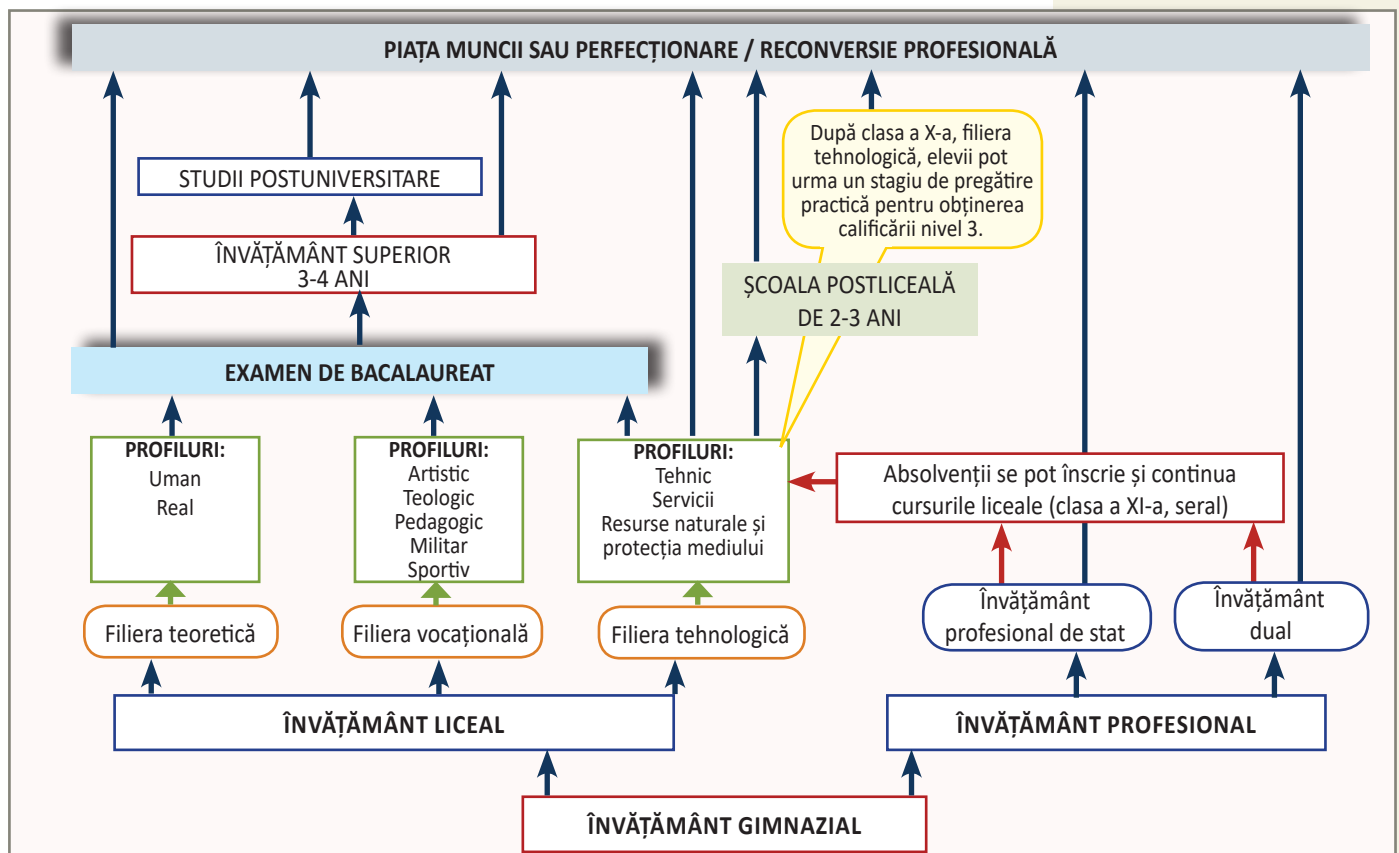 PIAȚA MUNCII SAU PERFECȚIONARE / RECONVERSIE PROFESIONALĂ
După clasa a X-a, filiera
tehnologică, elevii pot
urma un stagiu de pregătire
practică pentru obținerea
calificării nivel 3.
STUDII POSTUNIVERSITARE
ÎNVĂȚĂMÂNT SUPERIOR
3-4 ANI
ȘCOALA POSTLICEALĂ
DE 2-3 ANI
EXAMEN DE BACALAUREAT
PROFILURI:
Uman
Real
PROFILURI:
Artistic
Teologic
Pedagogic
Militar
Sportiv
PROFILURI:
Tehnic
Servicii
Resurse naturale și
protecția mediului
Absolvenții se pot înscrie și continua
cursurile liceale (clasa a XI-a, seral)
Filiera teoretică
Filiera vocațională
Filiera tehnologică
Învățământ
profesional de stat
Învățământ
dual
ÎNVĂȚĂMÂNT LICEAL
ÎNVĂȚĂMÂNT PROFESIONAL
ÎNVĂȚĂMÂNT GIMNAZIAL